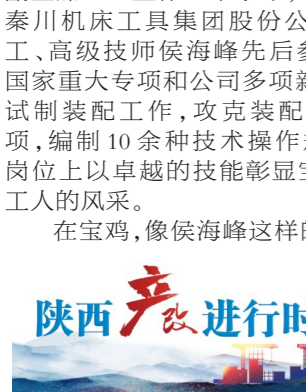 秦川机床工具集团股份公
工、高级技师侯海峰先后参
国家重大专项和公司多项新
试制装配工作，攻克装配
项，编制10余种技术操作
岗位上以卓越的技能彰显宝
工人的风采。
在宝鸡，像侯海峰这样的
陕西产改进行时